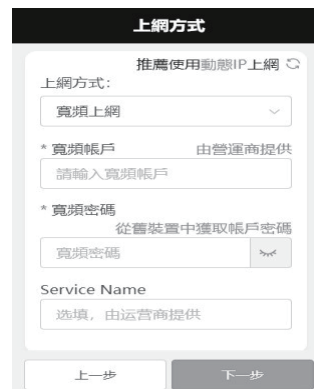 上網方式
推薦使用動態IP上網
上網方式：
寬頻上網
* 寬頻帳戶 由營運商提供
請輸入寬頻帳戶
* 寬頻密碼
從舊裝置中獲取帳戶密碼
寬頻密碼
Service Name
选填，由运营商提供
上一步 下一步